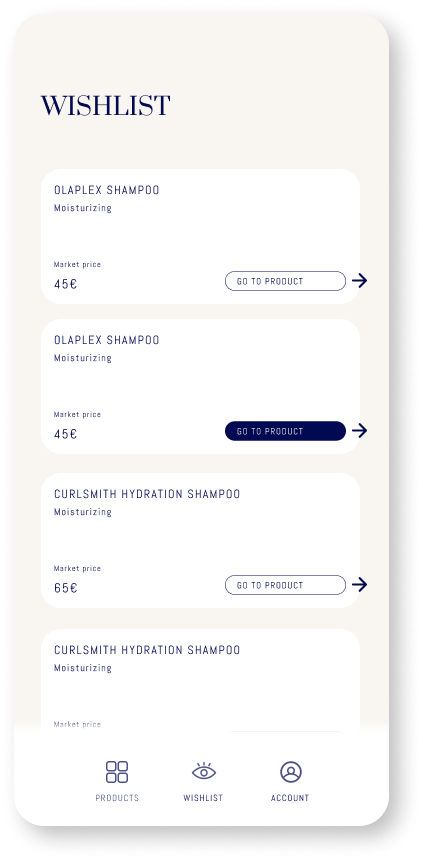 WISHLIST
OLAPLEX SHAMPOO
Moisturizing
Market price
45€
GO TO PRODUCT
OLAPLEX SHAMPOO
Moisturizing
Market price
45€
GO TO PRODUCT
CURLSMITH HYDRATION SHAMPOO
Moisturizing
Market price
65€
GO TO PRODUCT
CURLSMITH HYDRATION SHAMPOO
Moisturizing
Market price
PRODUCTS
WISHLIST
ACCOUNT